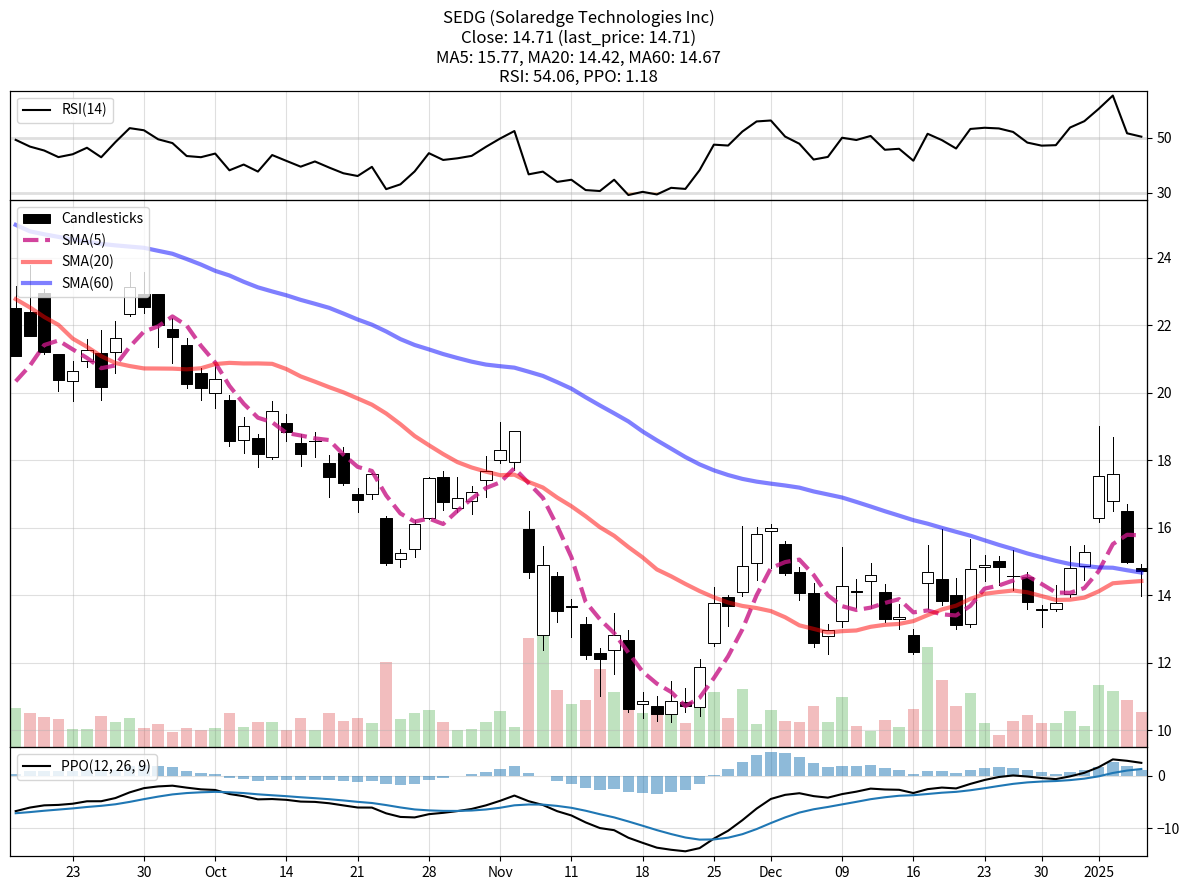 SEDG (Solaredge Technologies Inc)
Close: 14.71 (last_price: 14.71)
MA5: 15.77, MA20: 14.42, MA60: 14.67
RSI: 54.06, PPO: 1.18
RSI(14)
50
30
Candlesticks
SMA(5)
SMA(20)
SMA(60)
24
22
20
18
16
14
12
10
PPO(12, 26, 9)
0
−10
23 30 Oct 14 21 28 Nov 11 18 25 Dec 09 16 23 30 2025